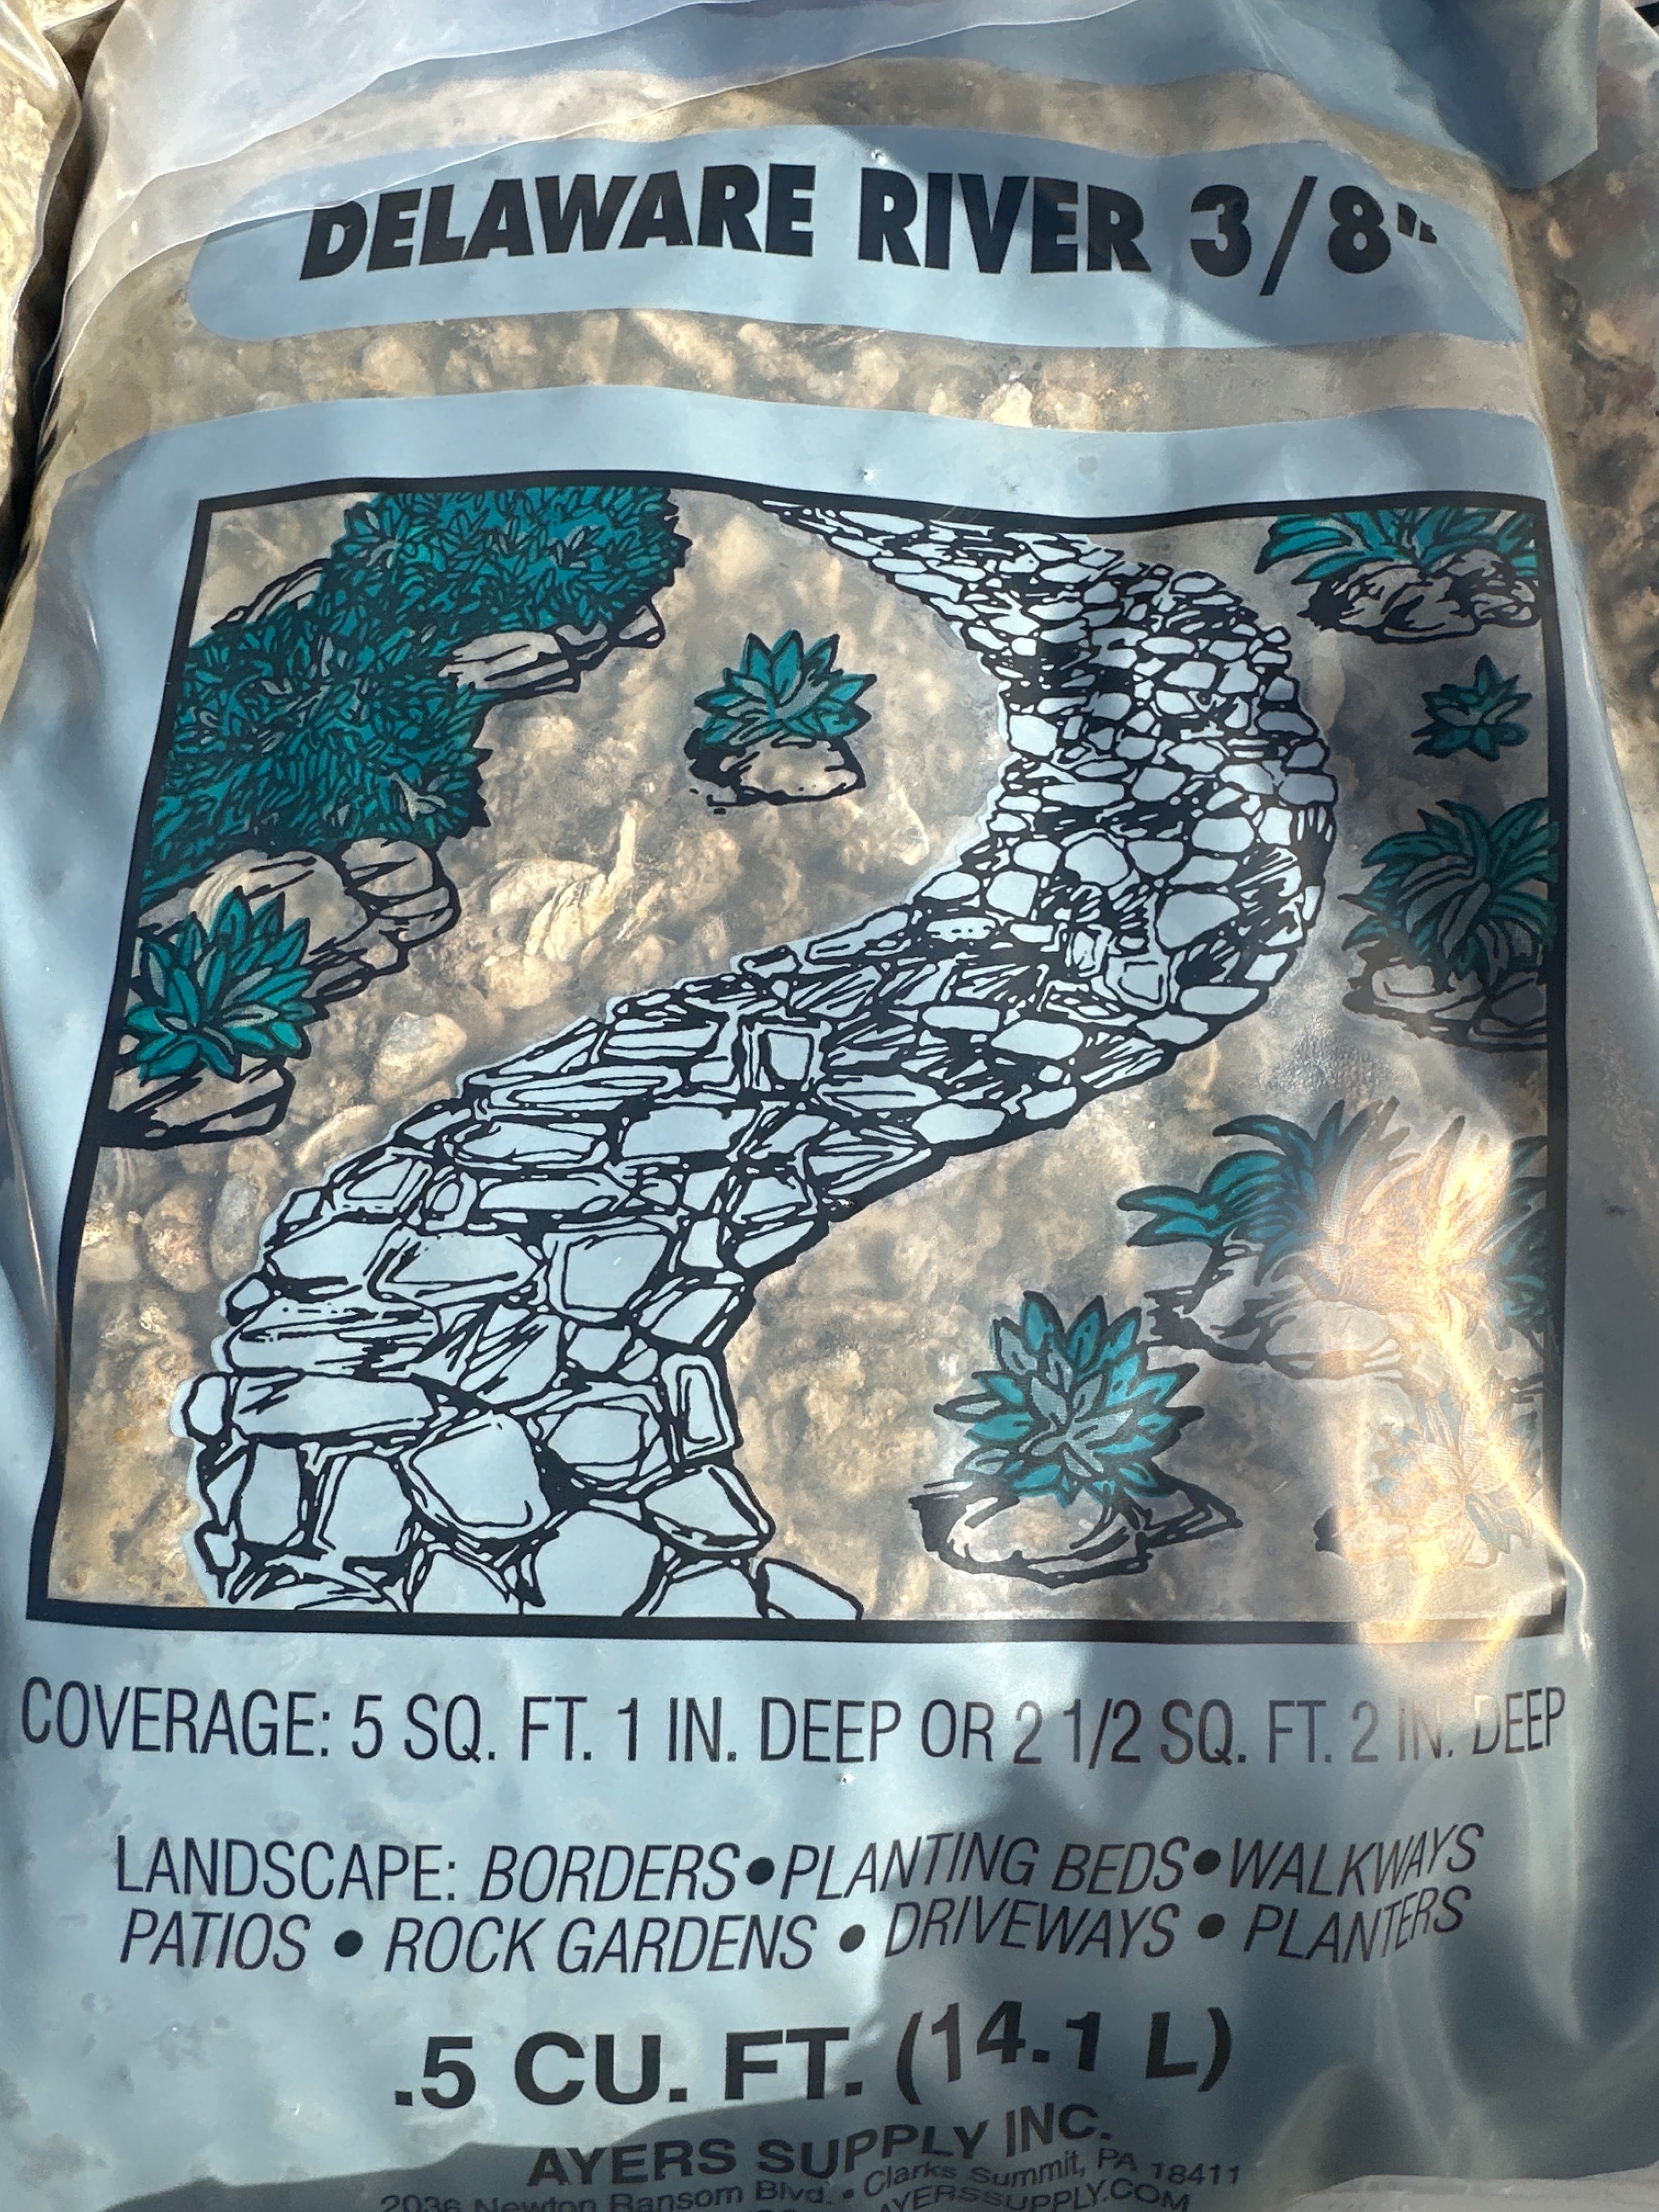 DELAWARE RIVER 3/8"
COVERAGE: 5 SQ. FT. 1 IN. DEEP OR 2 1/2 SQ. FT. 2 IN. DEEP
LANDSCAPE: BORDERS•PLANTING BEDS•WALKWAYS
PATIOS • ROCK GARDENS • DRIVEWAYS • PLANTERS
.5 CU. FT. (14.1 L)
AYERS SUPPLY INC.
2036 Newton Ransom Blvd. • Clarks Summit, PA 18411
AYERSSUPPLY.COM